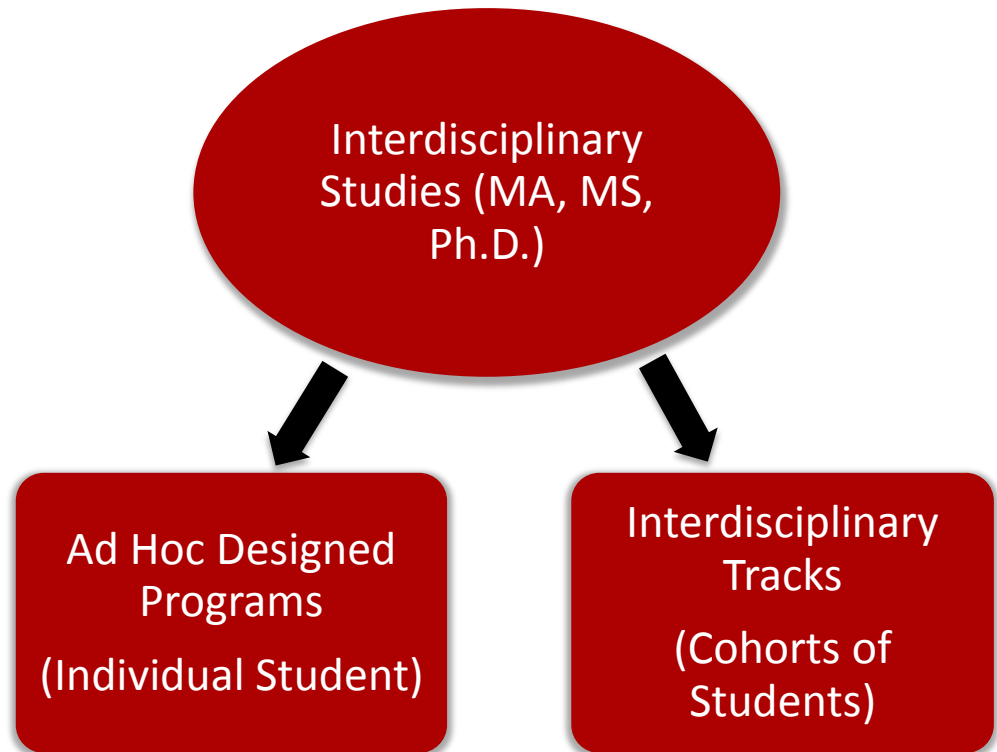 Interdisciplinary
Studies (MA, MS,
Ph.D.)
Ad Hoc Designed
Programs
(Individual Student)
Interdisciplinary
Tracks
(Cohorts of
Students)